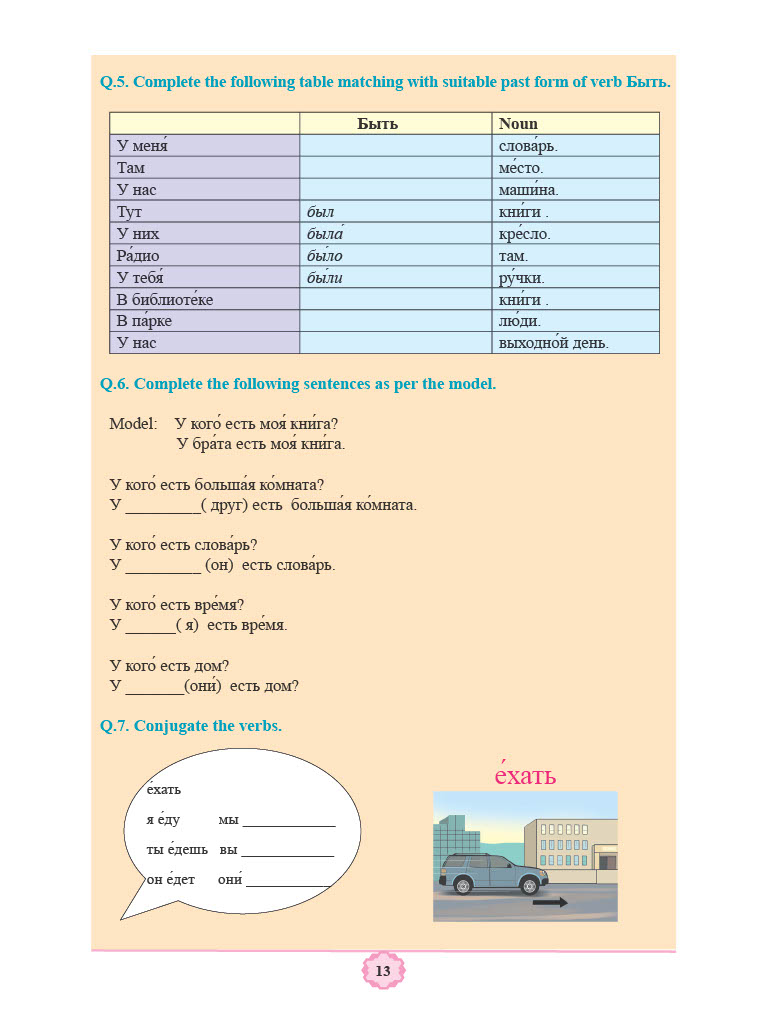 Q.5. Complete the following table matching with suitable past form of verb Быть.
Быть Noun
У меня́ слова́рь.
Там ме́сто.
У нас маши́на.
Тут был кни́ги .
У них была́ кре́сло.
Ра́дио бы́ло там.
У тебя́ бы́ли ру́чки.
В библиоте́ке кни́ги .
В па́рке лю́ди.
У нас выходно́й день.
Q.6. Complete the following sentences as per the model.
Model: У кого́ есть моя́ кни́га?
У бра́та есть моя́ кни́га.
У кого́ есть больша́я ко́мната?
У _________( друг) есть больша́я ко́мната.
У кого́ есть слова́рь?
У _________ (он) есть слова́рь.
У кого́ есть вре́мя?
У ______( я) есть вре́мя.
У кого́ есть дом?
У _______(они́) есть дом?
Q.7. Conjugate the verbs.
е́хать
я е́ду мы ____________
ты е́дешь вы ____________
он е́дет они́ ___________
е́хать
13